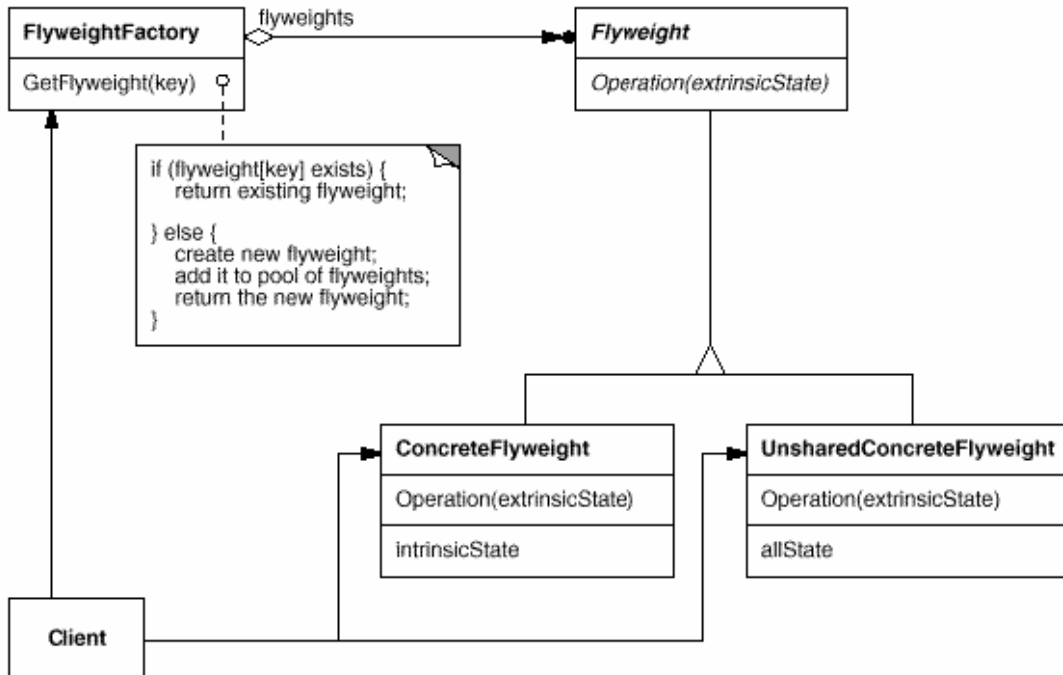 FlyweightFactory
flyweights
Flyweight
GetFlyweight(key)
Operation(extrinsicState)
if (flyweight[key] exists) {
return existing flyweight;
} else {
create new flyweight;
add it to pool of flyweights;
return the new flyweight;
}
ConcreteFlyweight
Operation(extrinsicState)
intrinsicState
UnsharedConcreteFlyweight
Operation(extrinsicState)
allState
Client